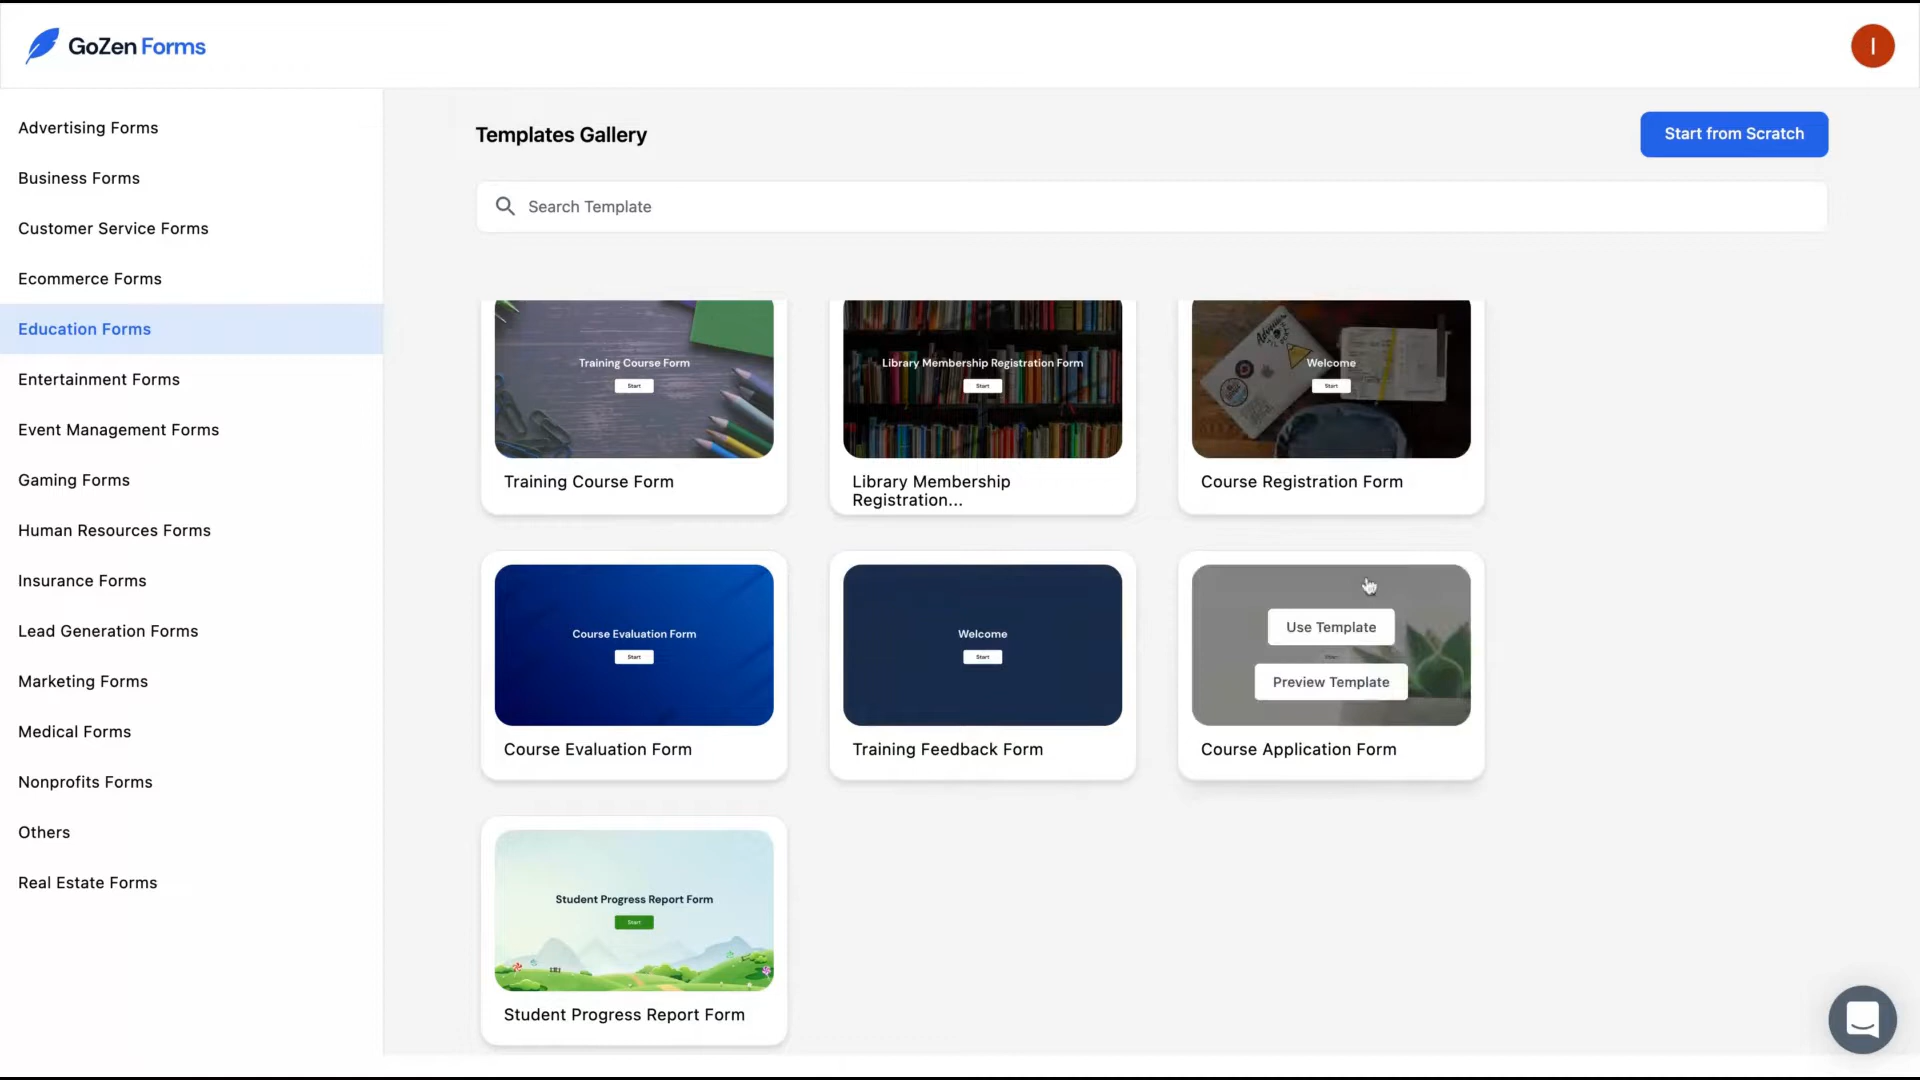 GoZen Forms
I
Advertising Forms
Business Forms
Customer Service Forms
Ecommerce Forms
Education Forms
Entertainment Forms
Event Management Forms
Gaming Forms
Human Resources Forms
Insurance Forms
Lead Generation Forms
Marketing Forms
Medical Forms
Nonprofits Forms
Others
Real Estate Forms
Templates Gallery
Start from Scratch
Search Template
Training Course Form
Start
Training Course Form
Library Membership Registration Form
Start
Library Membership
Registration...
Welcome
Start
Course Registration Form
Course Evaluation Form
Start
Course Evaluation Form
Welcome
Start
Training Feedback Form
Use Template
Preview Template
Course Application Form
Student Progress Report Form
Start
Student Progress Report Form